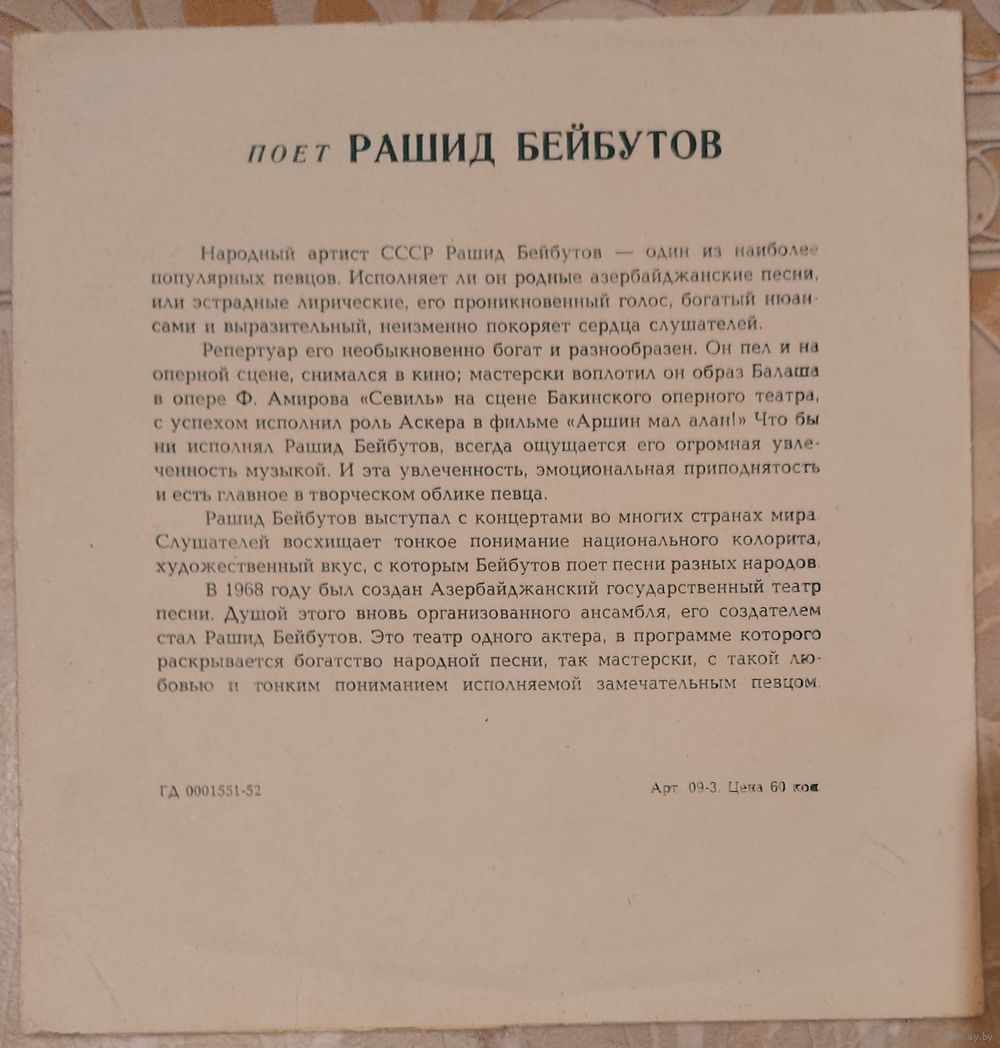 ПОЕТ РАШИД БЕЙБУТОВ
Народный артист СССР Рашид Бейбутов — один из наиболее
популярных певцов. Исполняет ли он родные азербайджанские песни,
или эстрадные лирические, его проникновенный голос, богатый нюан-
сами и выразительный, неизменно покоряет сердца слушателей.
Репертуар его необыкновенно богат и разнообразен. Он пел и на
оперной сцене, снимался в кино; мастерски воплотил он образ Балаша
в опере Ф. Амирова «Севиль» на сцене Бакинского оперного театра,
с успехом исполнил роль Аскера в фильме «Аршин мал алан!» Что бы
ни исполнял Рашид Бейбутов, всегда ощущается его огромная увле-
ченность музыкой. И эта увлеченность, эмоциональная приподнятость
и есть главное в творческом облике певца.
Рашид Бейбутов выступал с концертами во многих странах мира.
Слушателей восхищает тонкое понимание национального колорита,
художественный вкус, с которым Бейбутов поет песни разных народов.
В 1968 году был создан Азербайджанский государственный театр
песни. Душой этого вновь организованного ансамбля, его создателем
стал Рашид Бейбутов. Это театр одного актера, в программе которого
раскрывается богатство народной песни, так мастерски, с такой лю-
бовью и тонким пониманием исполняемой замечательным певцом.
ГД 0001551-52
Арт. 09-3. Цена 60 коп
www.ay.by